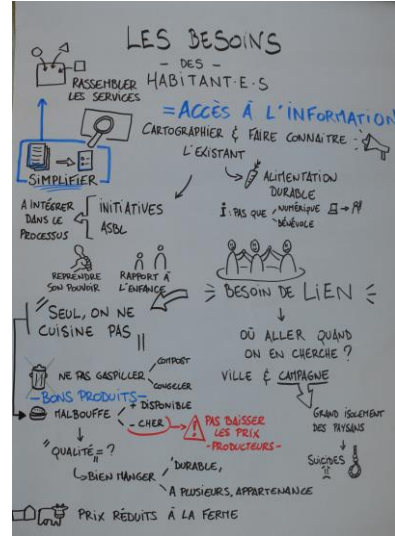 LES BESOINS
- DES -
HABITANT·E·S
RASSEMBLER
LES SERVICES
= ACCÈS À L'INFORMATION
CARTOGRAPHIER & FAIRE CONNAÎTRE :
L'EXISTANT
SIMPLIFIER
ALIMENTATION
DURABLE
: PAS QUE
NUMÉRIQUE
BÉNÉVOLE
A INTÉGRER
DANS LE
PROCESSUS
INITIATIVES
ASBL
REPRENDRE
SON POUVOIR
RAPPORT À
L'ENFANCE
BESOIN DE LIEN
"SEUL, ON NE
CUISINE PAS"
OÙ ALLER QUAND
ON EN CHERCHE ?
VILLE & CAMPAGNE
NE PAS GASPILLER
COMPOST
CONGELER
- BONS PRODUITS -
MALBOUFFE
+ DISPONIBLE
- CHER
PAS BAISSER
LES PRIX
- PRODUCTEURS -
GRAND ISOLEMENT
DES PAYSANS
SUICIDES
"QUALITÉ" = ?
BIEN MANGER
DURABLE,
A PLUSIEURS, APPARTENANCE
PRIX RÉDUITS À LA FERME